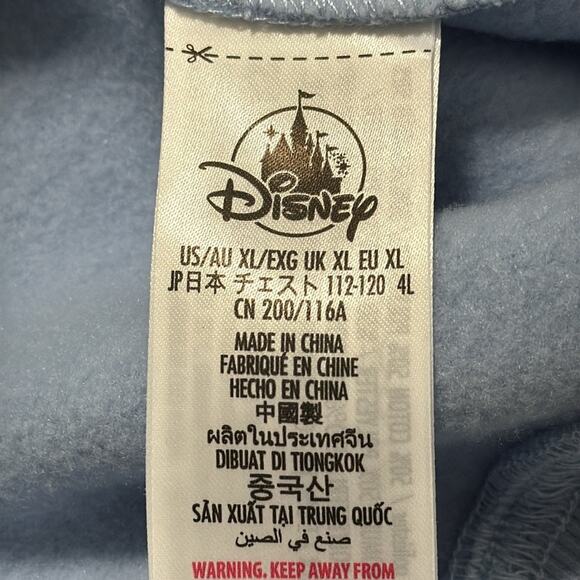 Disney
US/AU XL/EXG UK XL EU XL
JP日本 チェスト 112-120 4L
CN 200/116A
MADE IN CHINA
FABRIQUÉ EN CHINE
HECHO EN CHINA
中國製
ผลิตในประเทศจีน
DIBUAT DI TIONGKOK
중국산
SẢN XUẤT TẠI TRUNG QUỐC
صنع في الصين
WARNING. KEEP AWAY FROM